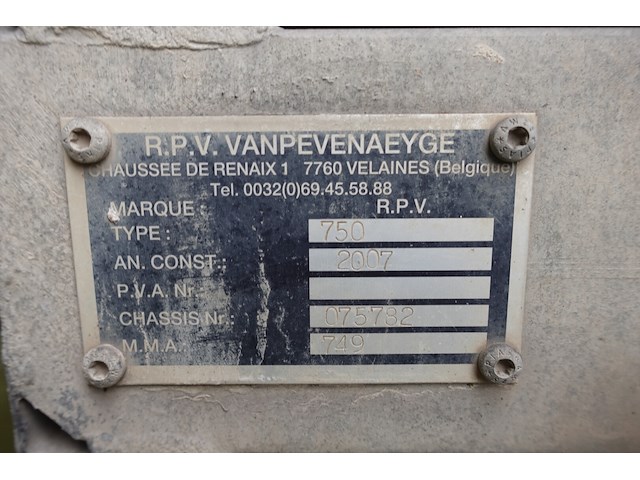 R.P.V. VANPEVENAEYGE
CHAUSSEE DE RENAIX 1 7760 VELAINES (Belgique)
Tel. 0032(0)69.45.58.88
MARQUE : R.P.V.
TYPE : 750
AN. CONST.: 2007
P.V.A. Nr.:
CHASSIS Nr.: 075782
M.M.A.: 749